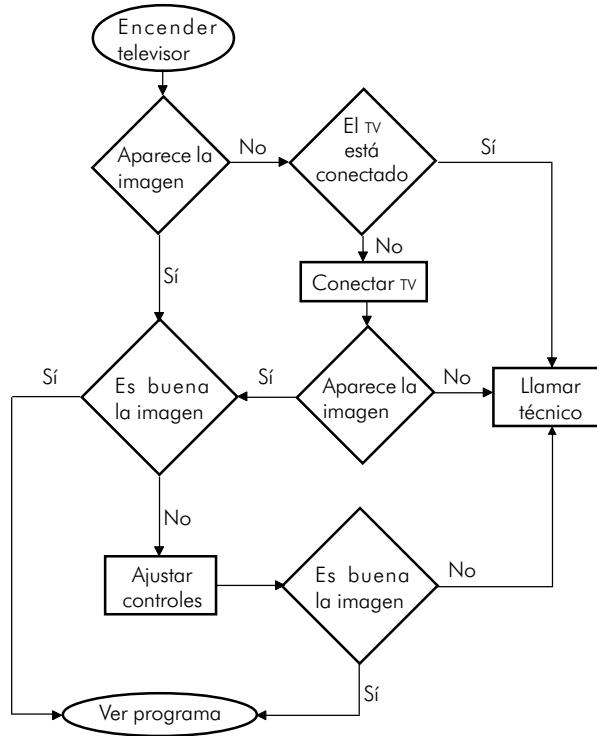 Encender
televisor
Aparece la
imagen
No
El TV
está
conectado
Sí
No
Conectar TV
Sí
Sí
Es buena
la imagen
Sí
Aparece la
imagen
No
Llamar
técnico
No
Ajustar
controles
Es buena
la imagen
No
Sí
Ver programa